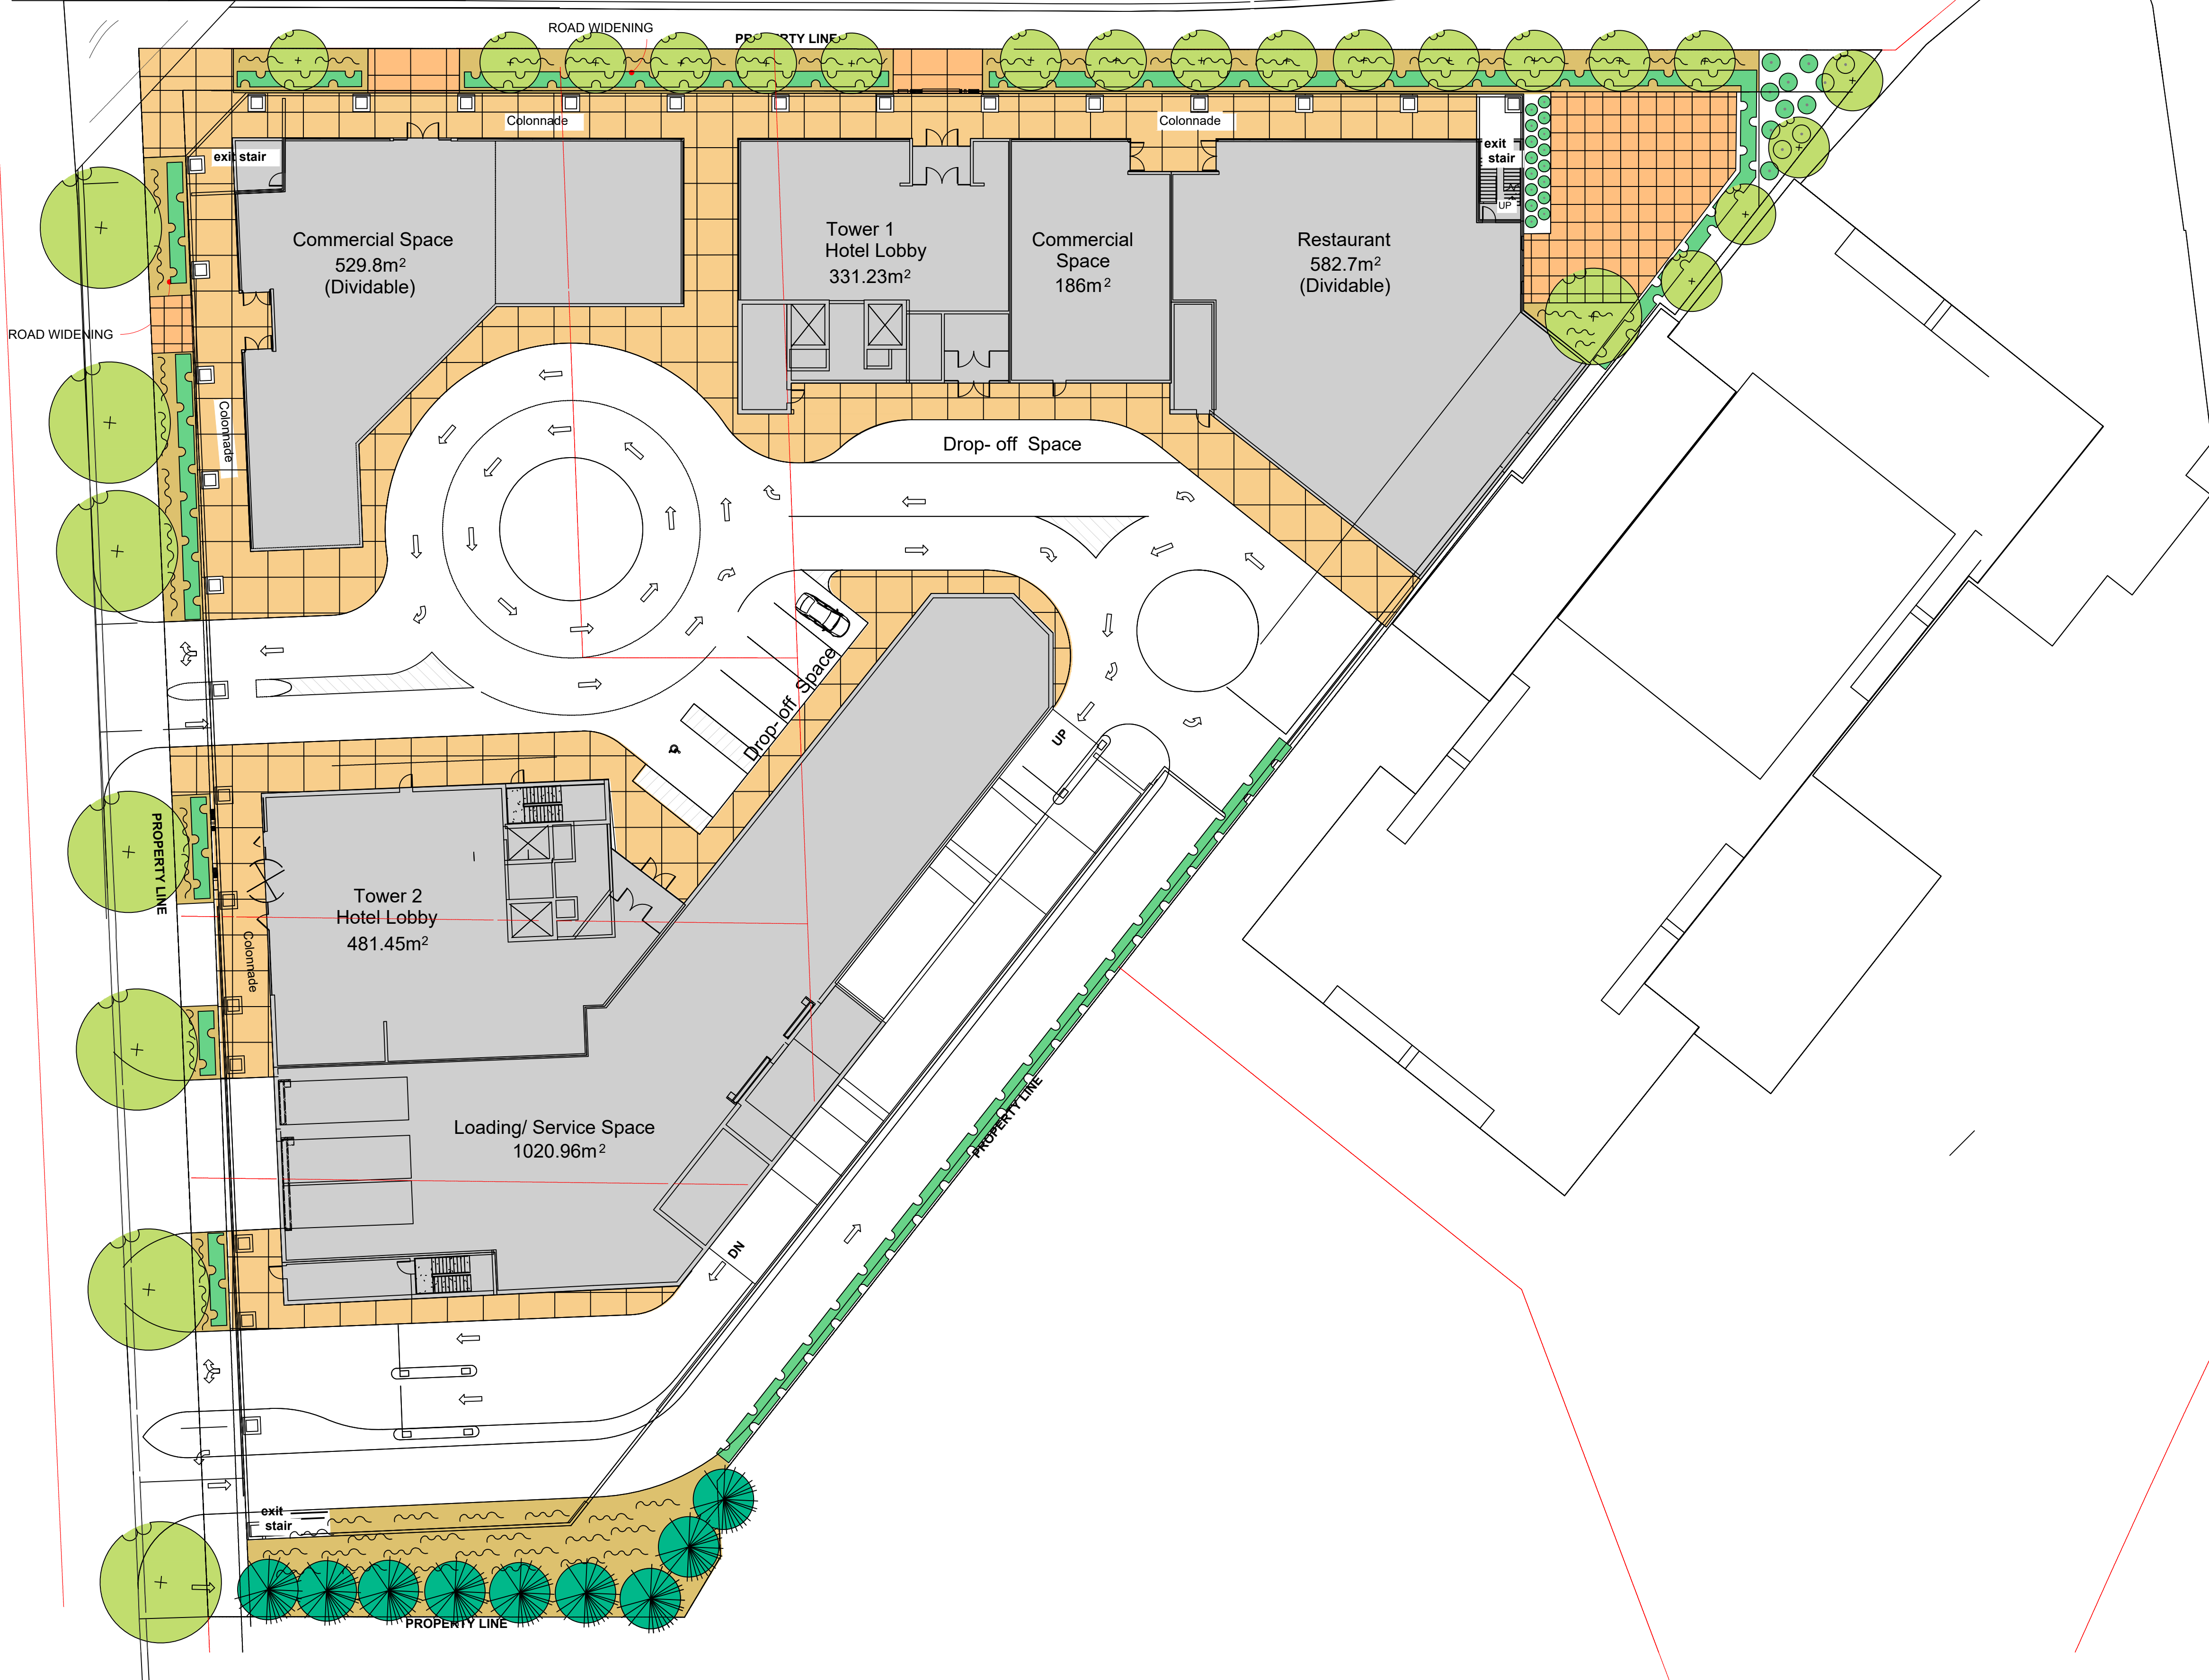 ROAD WIDENING
PROPERTY LINE
Colonnade
Colonnade
exit stair
exit
stair
UP
Commercial Space
529.8m²
(Dividable)
Tower 1
Hotel Lobby
331.23m²
Commercial
Space
186m²
Restaurant
582.7m²
(Dividable)
ROAD WIDENING
Colonnade
Drop- off Space
Drop- off Space
UP
PROPERTY LINE
Tower 2
Hotel Lobby
481.45m²
Colonnade
Loading/ Service Space
1020.96m²
PROPERTY LINE
DN
exit
stair
PROPERTY LINE